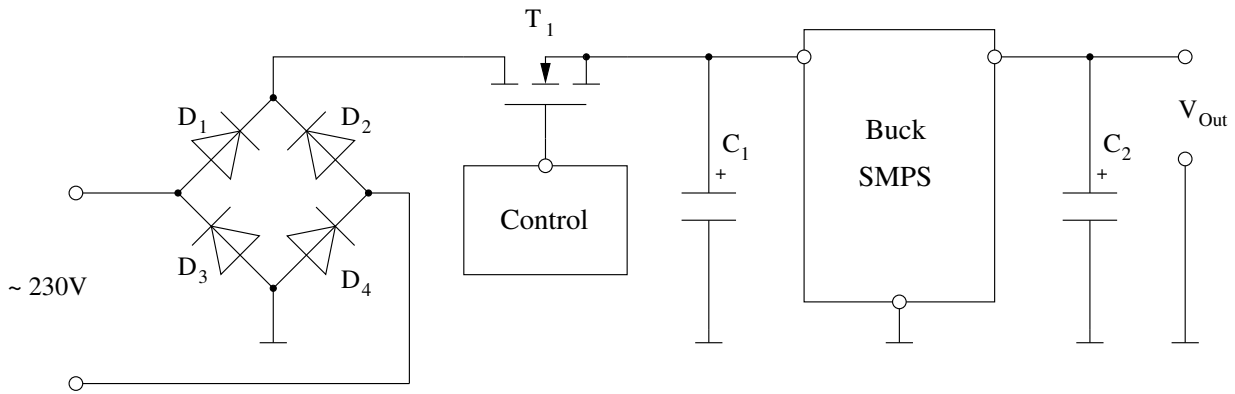 T1
D1
D2
Buck
SMPS
VOut
C1
+
C2
+
Control
D3
D4
~ 230V